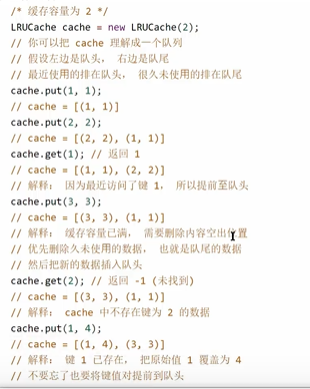 /* 缓存容量为 2 */
LRUCache cache = new LRUCache(2);
// 你可以把 cache 理解成一个队列
// 假设左边是队头， 右边是队尾
// 最近使用的排在队头， 很久未使用的排在队尾
cache.put(1, 1);
// cache = [(1, 1)]
cache.put(2, 2);
// cache = [(2, 2), (1, 1)]
cache.get(1); // 返回 1
// cache = [(1, 1), (2, 2)]
// 解释： 因为最近访问了键 1， 所以提前至队头
cache.put(3, 3);
// cache = [(3, 3), (1, 1)]
// 解释： 缓存容量已满， 需要删除内容空出位置
// 优先删除久未使用的数据， 也就是队尾的数据
// 然后把新的数据插入队头
cache.get(2); // 返回 -1 (未找到)
// cache = [(3, 3), (1, 1)]
// 解释： cache 中不存在键为 2 的数据
cache.put(1, 4);
// cache = [(1, 4), (3, 3)]
// 解释： 键 1 已存在， 把原始值 1 覆盖为 4
// 不要忘了也要将键值对提前到队头